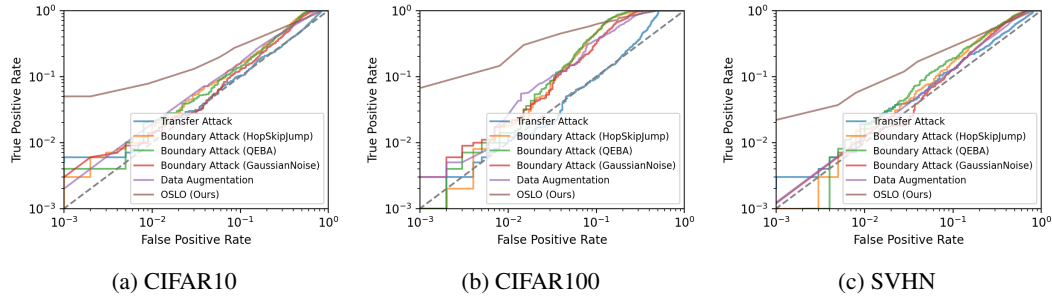 True Positive Rate
10⁰
10⁻¹
10⁻²
10⁻³
Transfer Attack
Boundary Attack (HopSkipJump)
Boundary Attack (QEBA)
Boundary Attack (GaussianNoise)
Data Augmentation
OSLO (Ours)
10⁻³
10⁻²
10⁻¹
10⁰
False Positive Rate
(a) CIFAR10
True Positive Rate
10⁰
10⁻¹
10⁻²
10⁻³
Transfer Attack
Boundary Attack (HopSkipJump)
Boundary Attack (QEBA)
Boundary Attack (GaussianNoise)
Data Augmentation
OSLO (Ours)
10⁻³
10⁻²
10⁻¹
10⁰
False Positive Rate
(b) CIFAR100
True Positive Rate
10⁰
10⁻¹
10⁻²
10⁻³
Transfer Attack
Boundary Attack (HopSkipJump)
Boundary Attack (QEBA)
Boundary Attack (GaussianNoise)
Data Augmentation
OSLO (Ours)
10⁻³
10⁻²
10⁻¹
10⁰
False Positive Rate
(c) SVHN